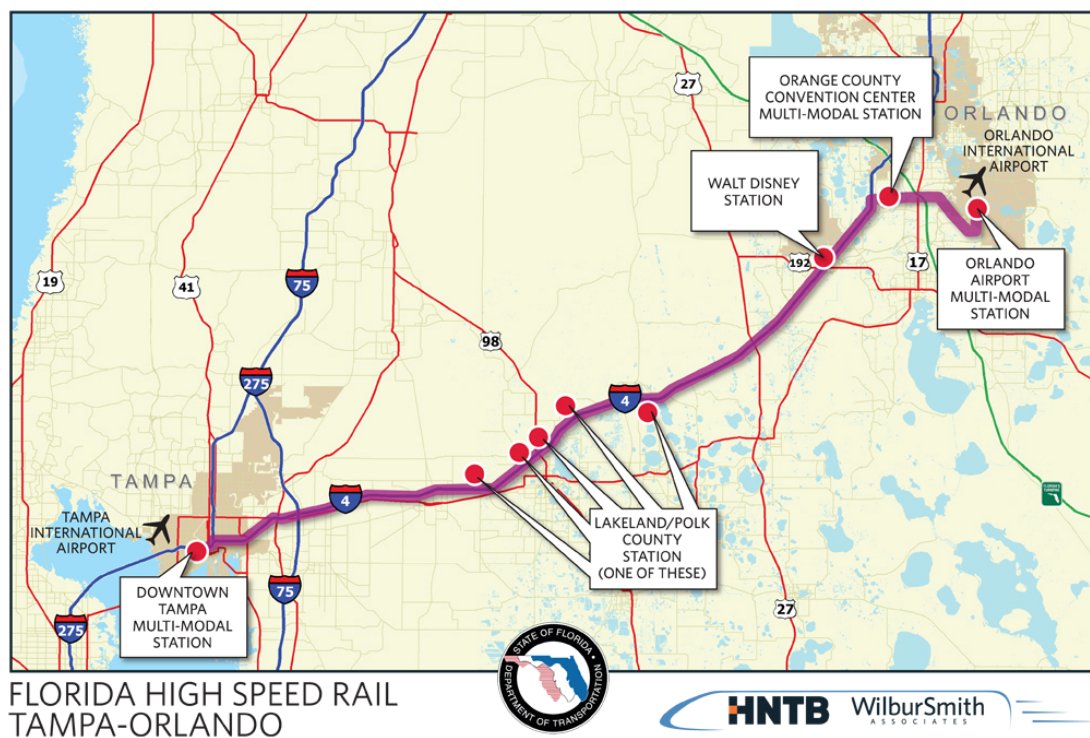 27
ORANGE COUNTY
CONVENTION CENTER
MULTI-MODAL STATION
ORLANDO
ORLANDO
INTERNATIONAL
AIRPORT
WALT DISNEY
STATION
19
41
75
192
17
ORLANDO
AIRPORT
MULTI-MODAL
STATION
98
275
4
TAMPA
4
TAMPA
INTERNATIONAL
AIRPORT
LAKELAND/POLK
COUNTY
STATION
(ONE OF THESE)
DOWNTOWN
TAMPA
MULTI-MODAL
STATION
75
27
275
STATE OF FLORIDA
DEPARTMENT OF TRANSPORTATION
FLORIDA HIGH SPEED RAIL
TAMPA-ORLANDO
HNTB
WilburSmith
ASSOCIATES